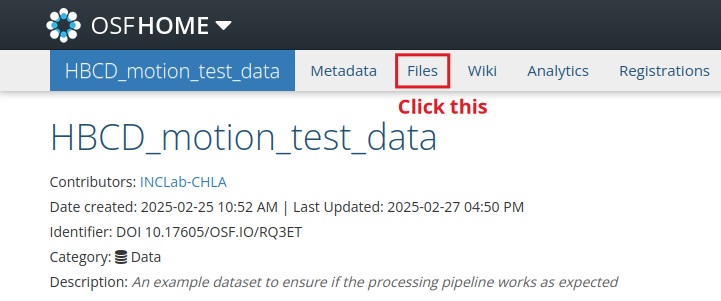 OSFHOME
HBCD_motion_test_data Metadata Files Wiki Analytics Registrations
Click this
HBCD_motion_test_data
Contributors: INCLab-CHLA
Date created: 2025-02-25 10:52 AM | Last Updated: 2025-02-27 04:50 PM
Identifier: DOI 10.17605/OSF.IO/RQ3ET
Category: Data
Description: An example dataset to ensure if the processing pipeline works as expected